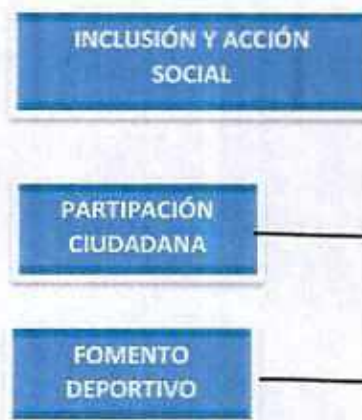 INCLUSIÓN Y ACCIÓN
SOCIAL
PARTIPACIÓN
CIUDADANA
FOMENTO
DEPORTIVO